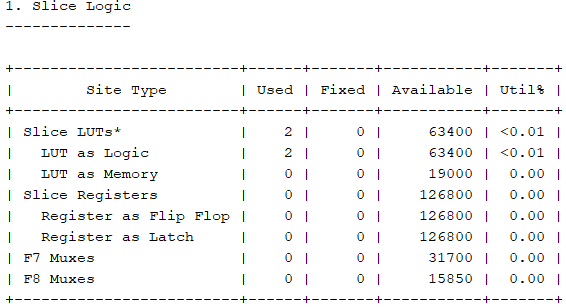 1. Slice Logic
--------------
+----------------------------+------+-------+-----------+-------+
|          Site Type         | Used | Fixed | Available | Util% |
+----------------------------+------+-------+-----------+-------+
| Slice LUTs*                |    2 |     0 |     63400 | <0.01 |
|   LUT as Logic             |    2 |     0 |     63400 | <0.01 |
|   LUT as Memory            |    0 |     0 |     19000 |  0.00 |
| Slice Registers            |    0 |     0 |    126800 |  0.00 |
|   Register as Flip Flop    |    0 |     0 |    126800 |  0.00 |
|   Register as Latch        |    0 |     0 |    126800 |  0.00 |
| F7 Muxes                   |    0 |     0 |     31700 |  0.00 |
| F8 Muxes                   |    0 |     0 |     15850 |  0.00 |
+----------------------------+------+-------+-----------+-------+